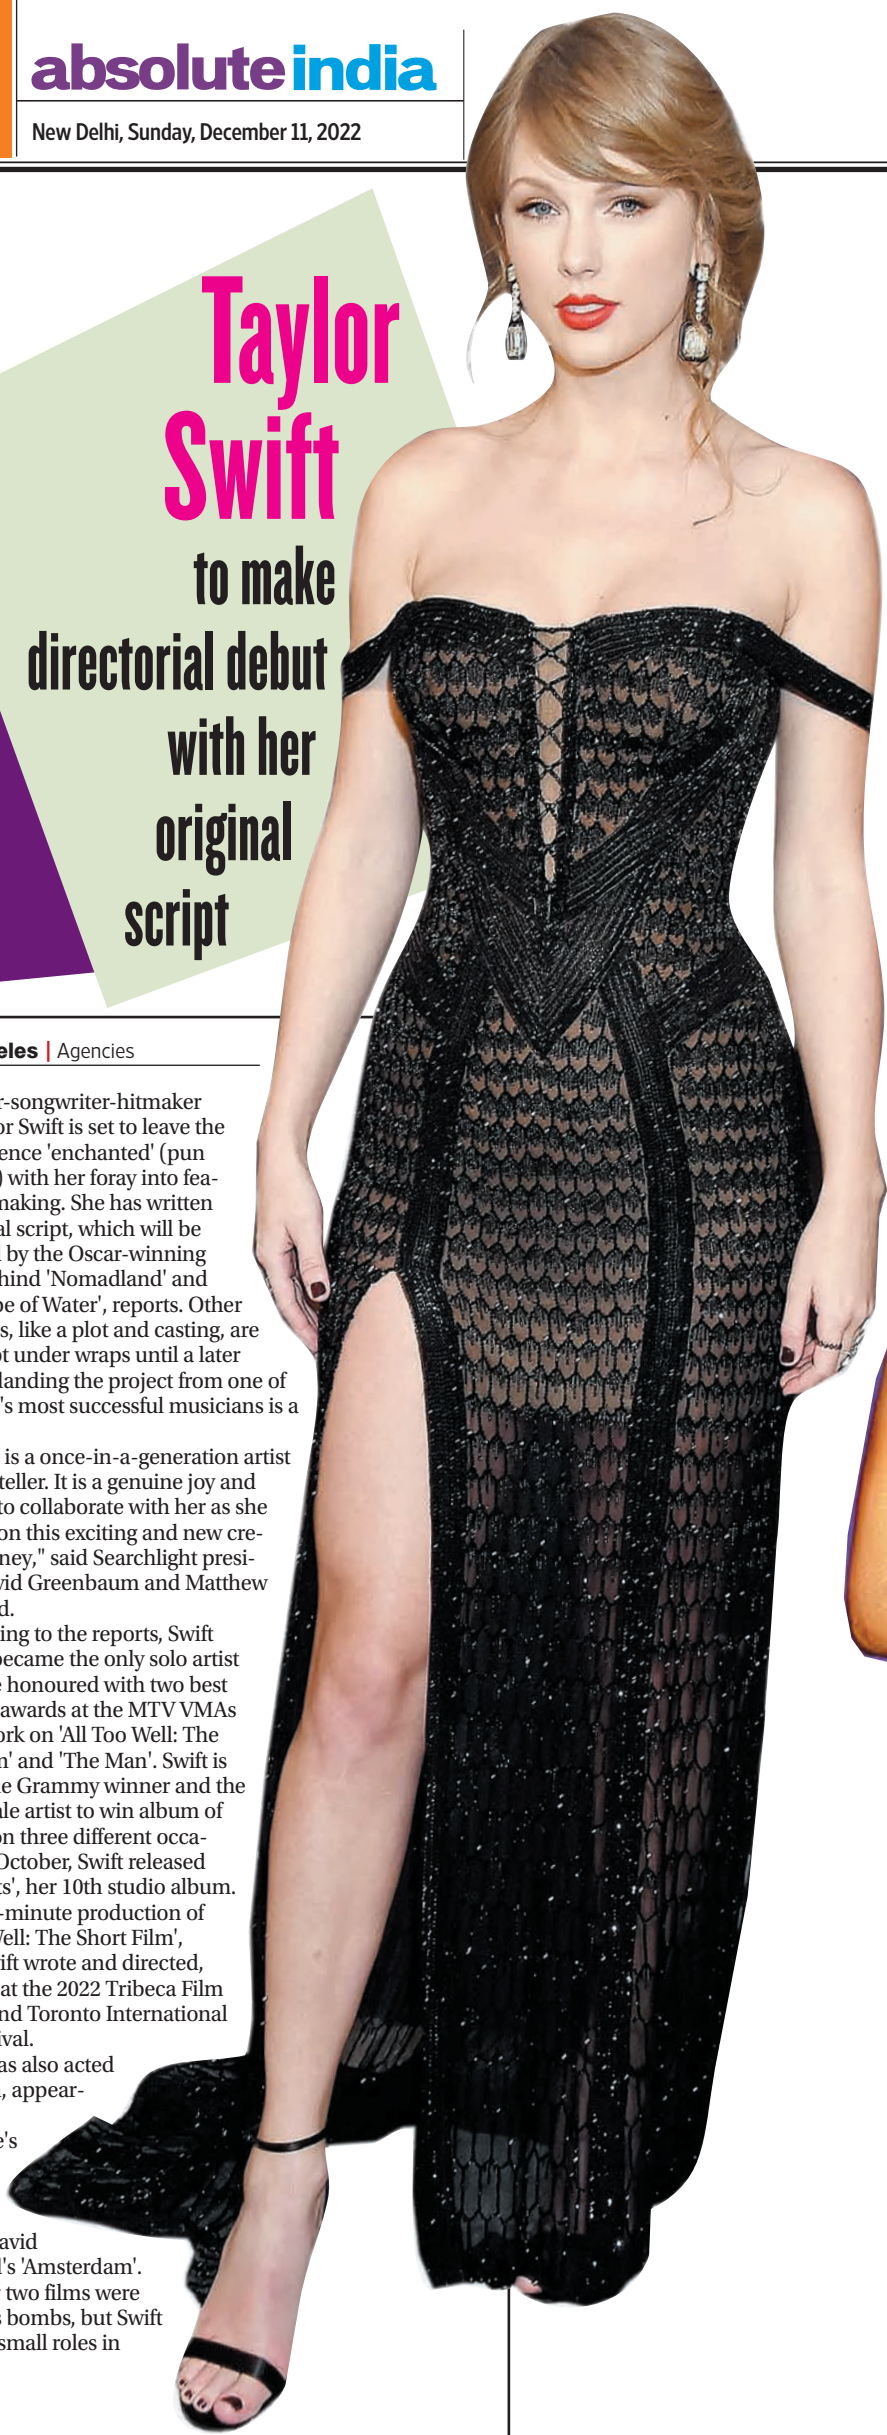 absolute india
New Delhi, Sunday, December 11, 2022
Taylor
Swift
to make
directorial debut
with her
original
script
eles | Agencies
r-songwriter-hitmaker
or Swift is set to leave the
ence 'enchanted' (pun
) with her foray into fea-
making. She has written
al script, which will be
l by the Oscar-winning
hind 'Nomadland' and
pe of Water', reports. Other
s, like a plot and casting, are
ot under wraps until a later
landing the project from one of
's most successful musicians is a
is a once-in-a-generation artist
teller. It is a genuine joy and
to collaborate with her as she
on this exciting and new cre-
ney," said Searchlight presi-
vid Greenbaum and Matthew
d.
ing to the reports, Swift
became the only solo artist
e honoured with two best
awards at the MTV VMAs
ork on 'All Too Well: The
m' and 'The Man'. Swift is
e Grammy winner and the
ale artist to win album of
on three different occa-
October, Swift released
ts', her 10th studio album.
-minute production of
Well: The Short Film',
ift wrote and directed,
at the 2022 Tribeca Film
nd Toronto International
ival.
as also acted
, appear-
e's
avid
l's 'Amsterdam'.
r two films were
s bombs, but Swift
small roles in